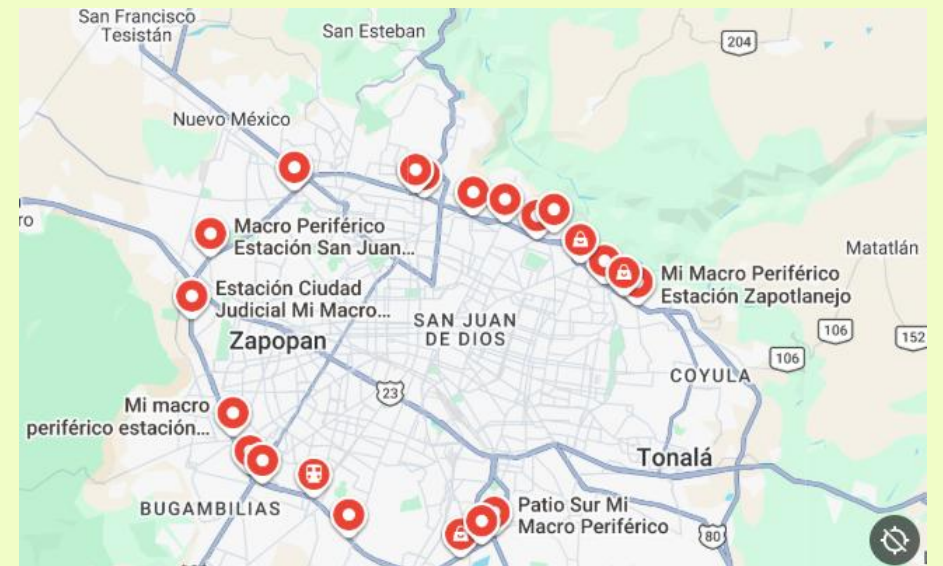 San Francisco
Tesistán
San Esteban
204
Nuevo México
ro
Macro Periférico
Estación San Juan...
Matatlán
Mi Macro Periférico
Estación Zapotlanejo
Estación Ciudad
Judicial Mi Macro...
SAN JUAN
DE DIOS
106
152
Zapopan
106
COYULA
23
Mi macro
periférico estación...
Tonalá
BUGAMBILIAS
Patio Sur Mi
Macro Periférico
80